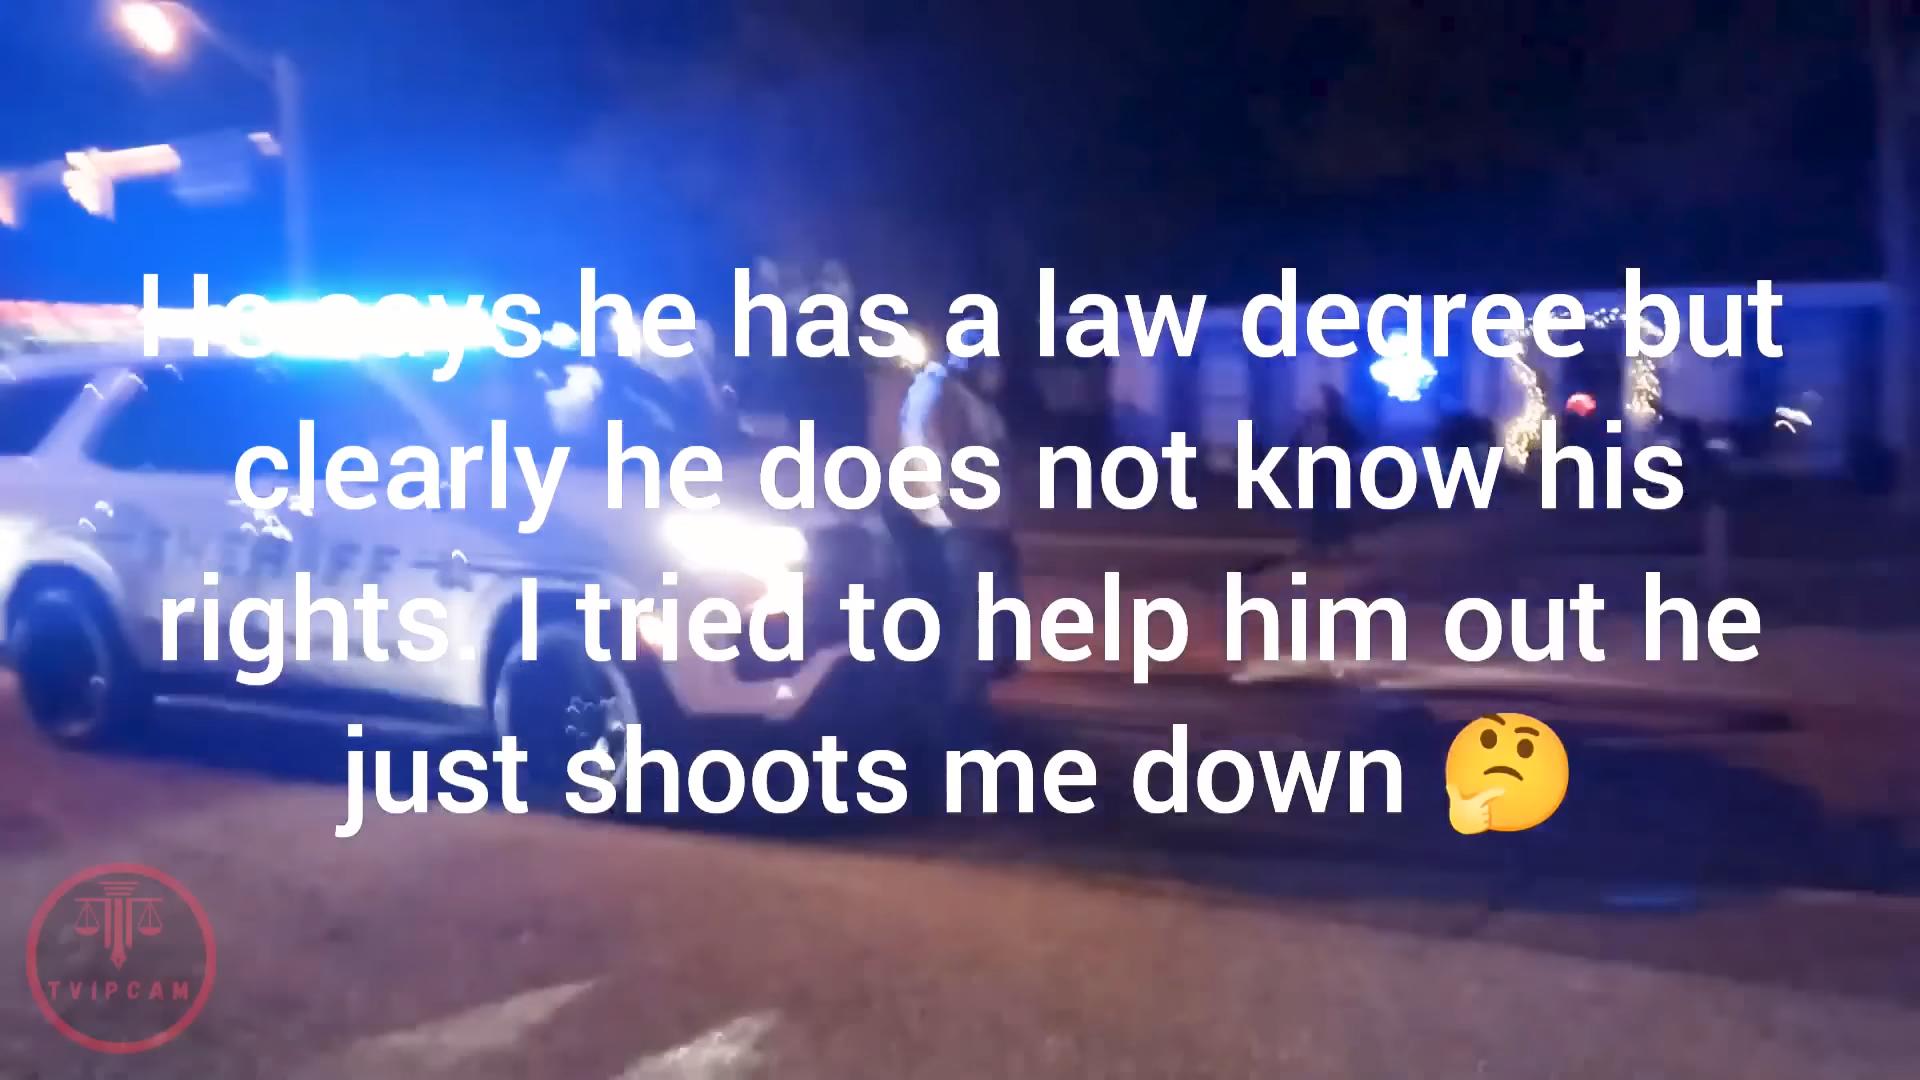 He says he has a law degree but
clearly he does not know his
rights. I tried to help him out he
just shoots me down 🤔
SHERIFF
TVIPCAM